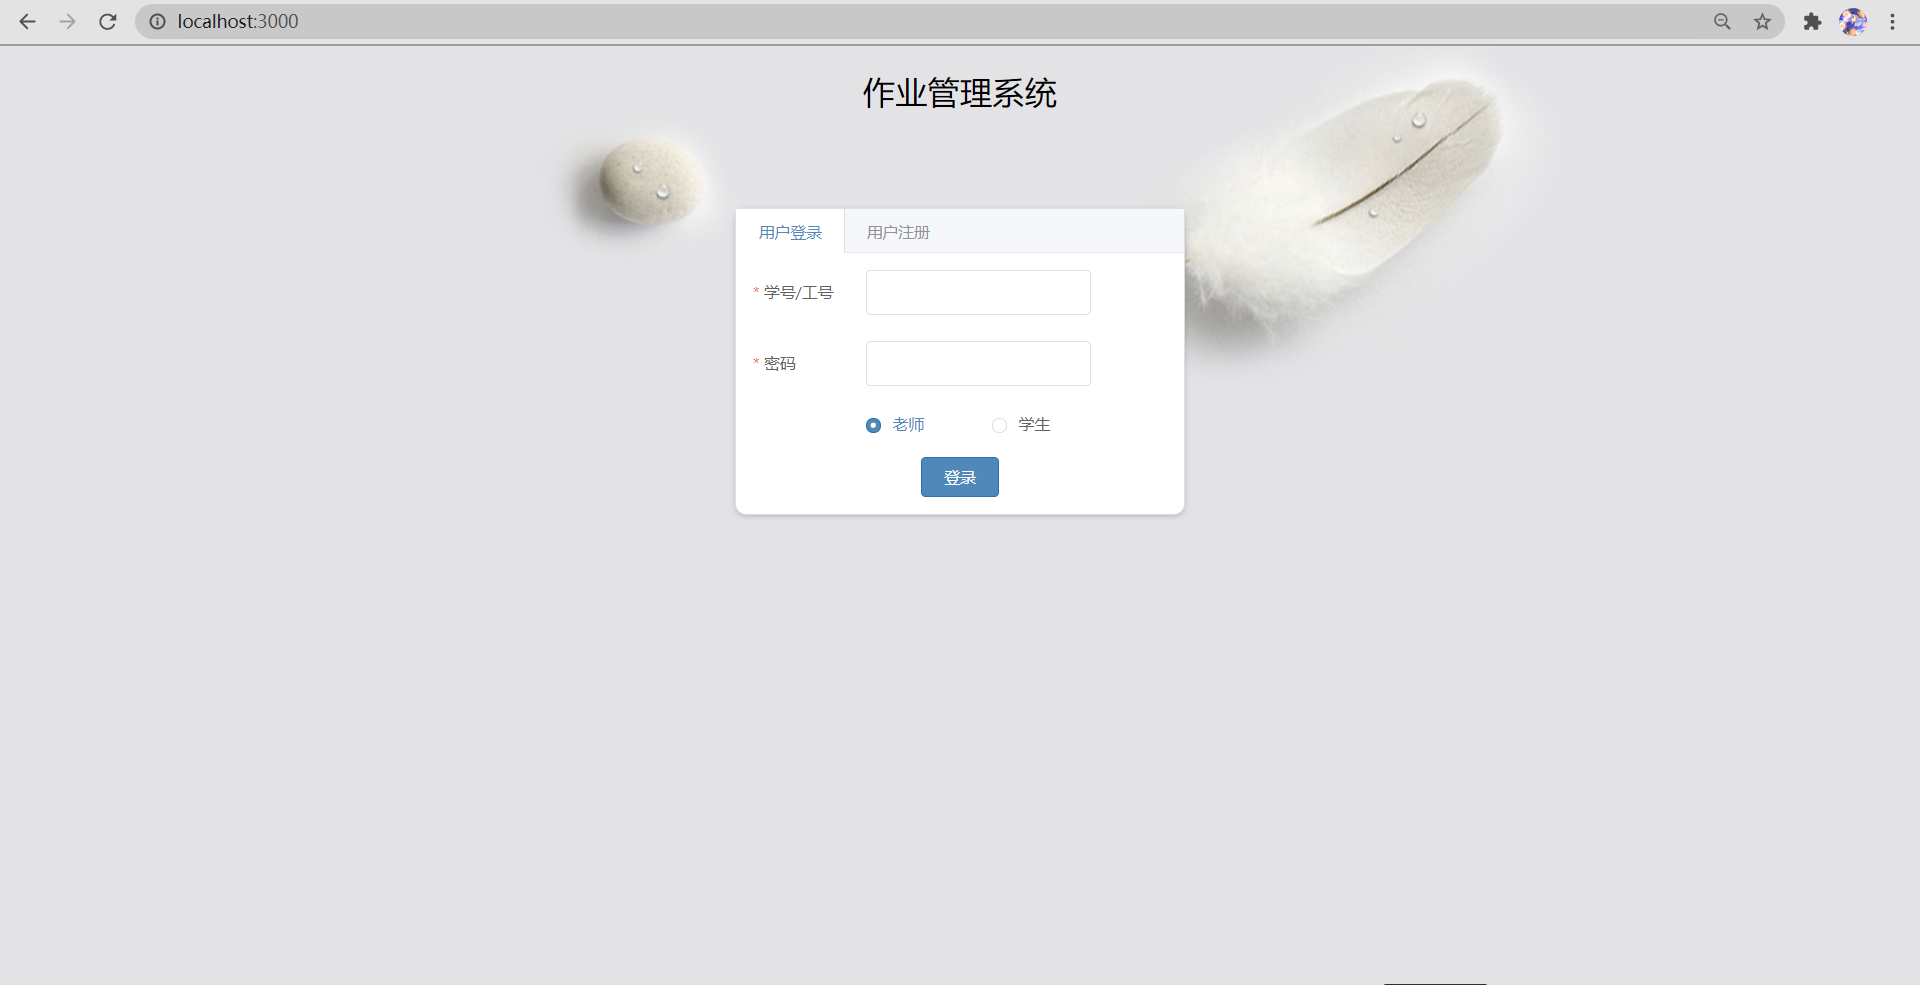 localhost:3000
作业管理系统
用户登录 用户注册
* 学号/工号
* 密码
老师 学生
登录